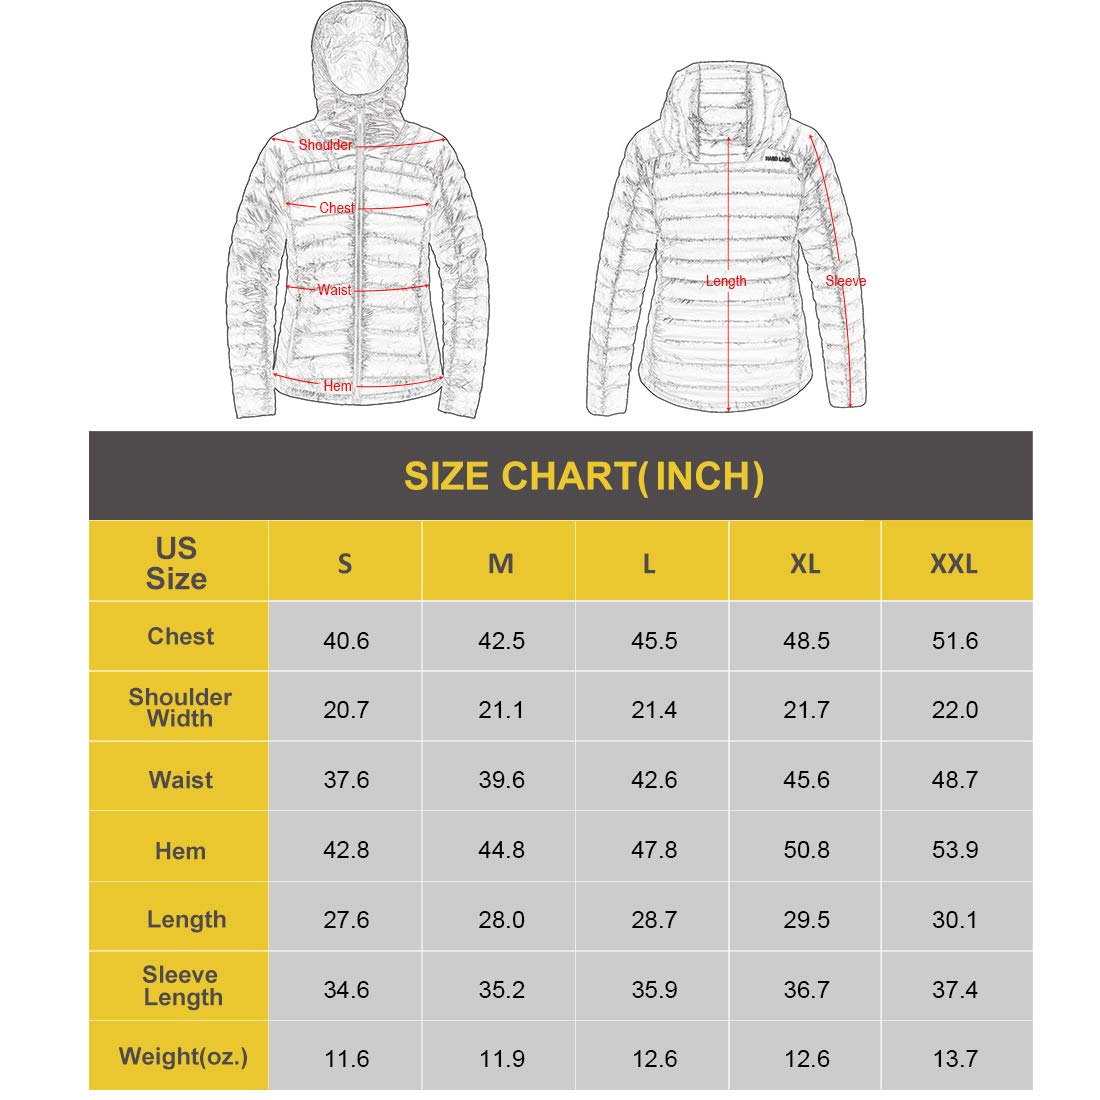 Shoulder
Chest
Waist
Hem
HARD LAND
Length
Sleeve
SIZE CHART(INCH)
US
Size
S M L XL XXL
Chest 40.6 42.5 45.5 48.5 51.6
Shoulder
Width
20.7 21.1 21.4 21.7 22.0
Waist 37.6 39.6 42.6 45.6 48.7
Hem 42.8 44.8 47.8 50.8 53.9
Length 27.6 28.0 28.7 29.5 30.1
Sleeve
Length
34.6 35.2 35.9 36.7 37.4
Weight(oz.) 11.6 11.9 12.6 12.6 13.7